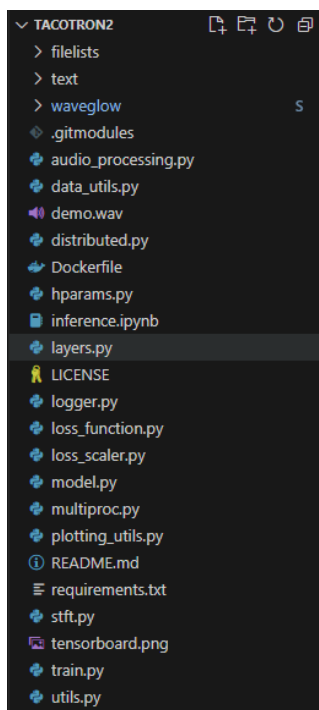 TACOTRON2
filelists
text
waveglow S
.gitmodules
audio_processing.py
data_utils.py
demo.wav
distributed.py
Dockerfile
hparams.py
inference.ipynb
layers.py
LICENSE
logger.py
loss_function.py
loss_scaler.py
model.py
multiproc.py
plotting_utils.py
README.md
requirements.txt
stft.py
tensorboard.png
train.py
utils.py